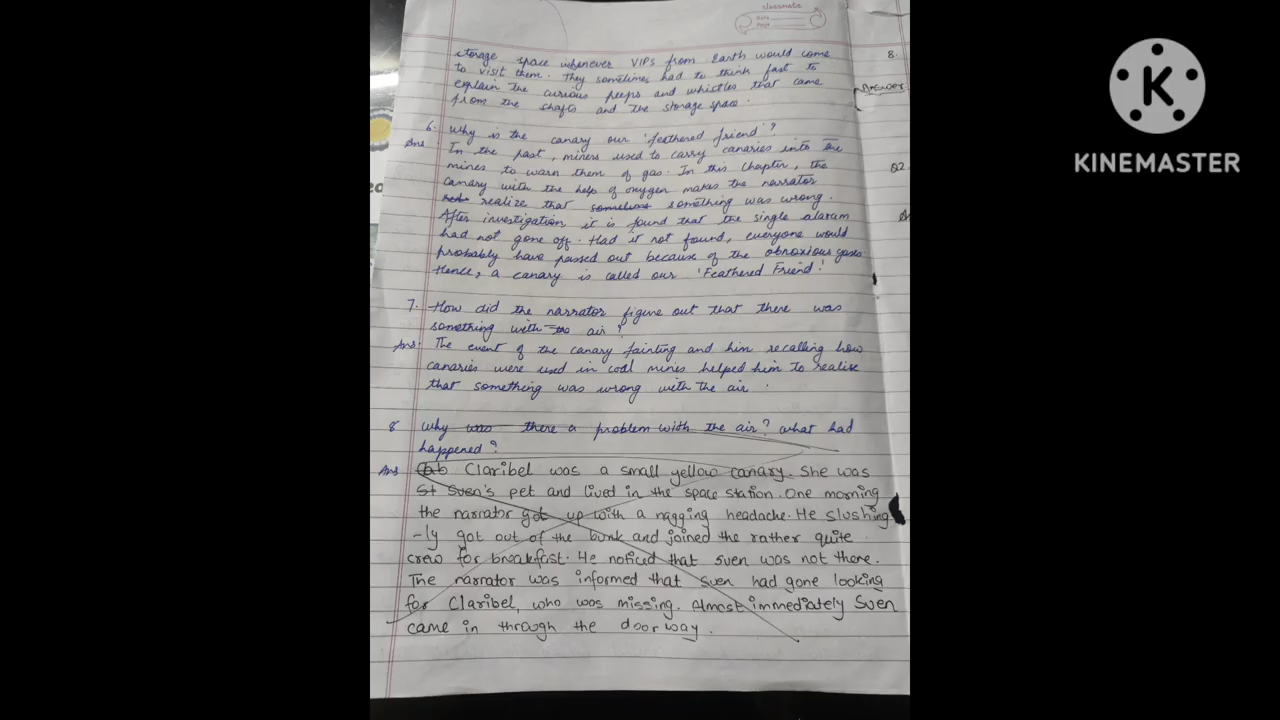 classmate
Date
Page
storage space whenever VIPs from Earth would come
to visit them. They sometimes had to think fast to
explain the curious peeps and whistles that came
from the shafts and the storage space.
6. Why is the canary our 'feathered friend'?
Ans In the past, miners used to carry canaries into the
mines to warn them of gas. In this chapter, the
canary with the help of oxygen makes the narrator
realize that something was wrong.
After investigation it is found that the single alaram
had not gone off. Had it not found, everyone would
probably have passed out because of the obnoxious gases
Hence, a canary is called our 'Feathered Friend'.
7. How did the narrator figure out that there was
something with the air?
Ans: The event of the canary fainting and him recalling how
canaries were used in coal mines helped him to realise
that something was wrong with the air.
8 Why was there a problem with the air? What had
happened?
Ans Claribel was a small yellow canary. She was
St Sven's pet and lived in the space station. One morning
the narrator got up with a nagging headache. He slushing
-ly got out of the bunk and joined the rather quite
crew for breakfast. He noticed that Sven was not there.
The narrator was informed that Sven had gone looking
for Claribel, who was missing. Almost immediately Sven
came in through the doorway.
8.
Answer
Q2
K
KINEMASTER